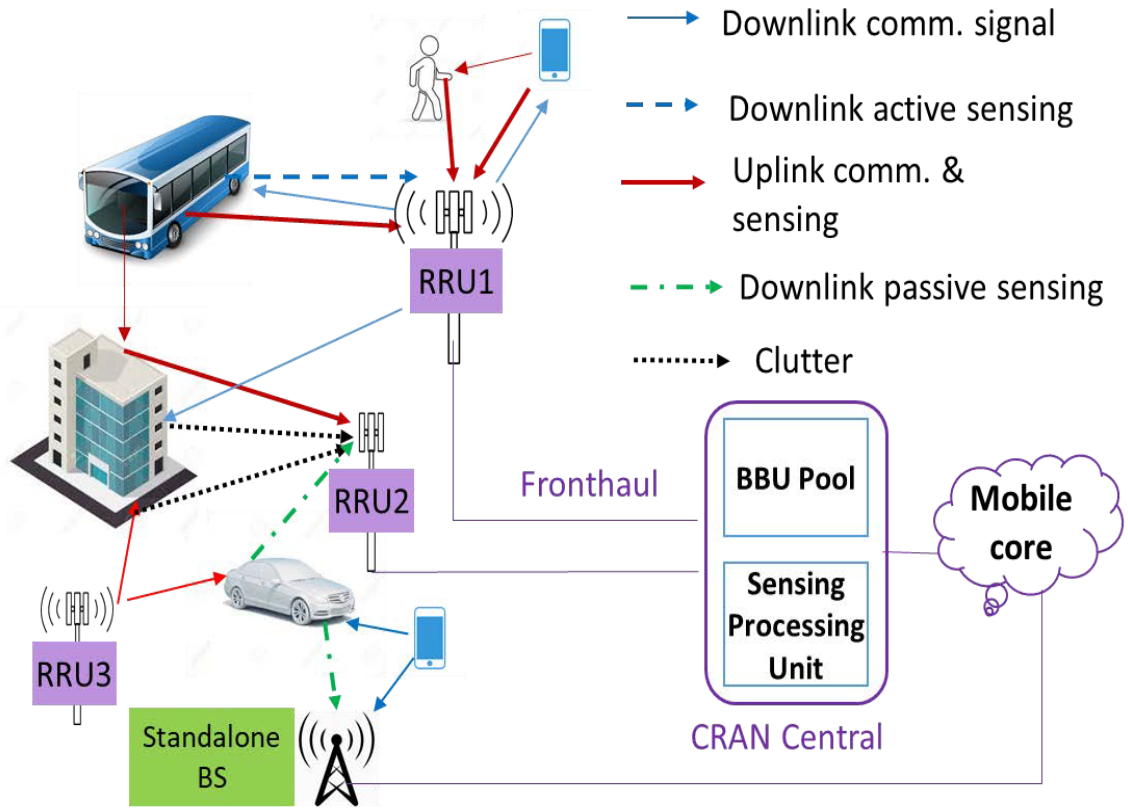 Downlink comm. signal
Downlink active sensing
Uplink comm. &
sensing
Downlink passive sensing
Clutter
RRU1
RRU2
RRU3
Fronthaul
BBU Pool
Sensing
Processing
Unit
CRAN Central
Mobile
core
Standalone
BS